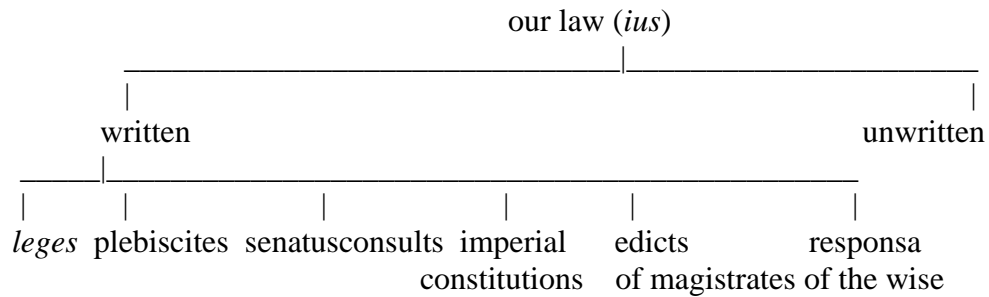 our law (ius)
written unwritten
leges plebiscites senatusconsults imperial edicts responsa
constitutions of magistrates of the wise